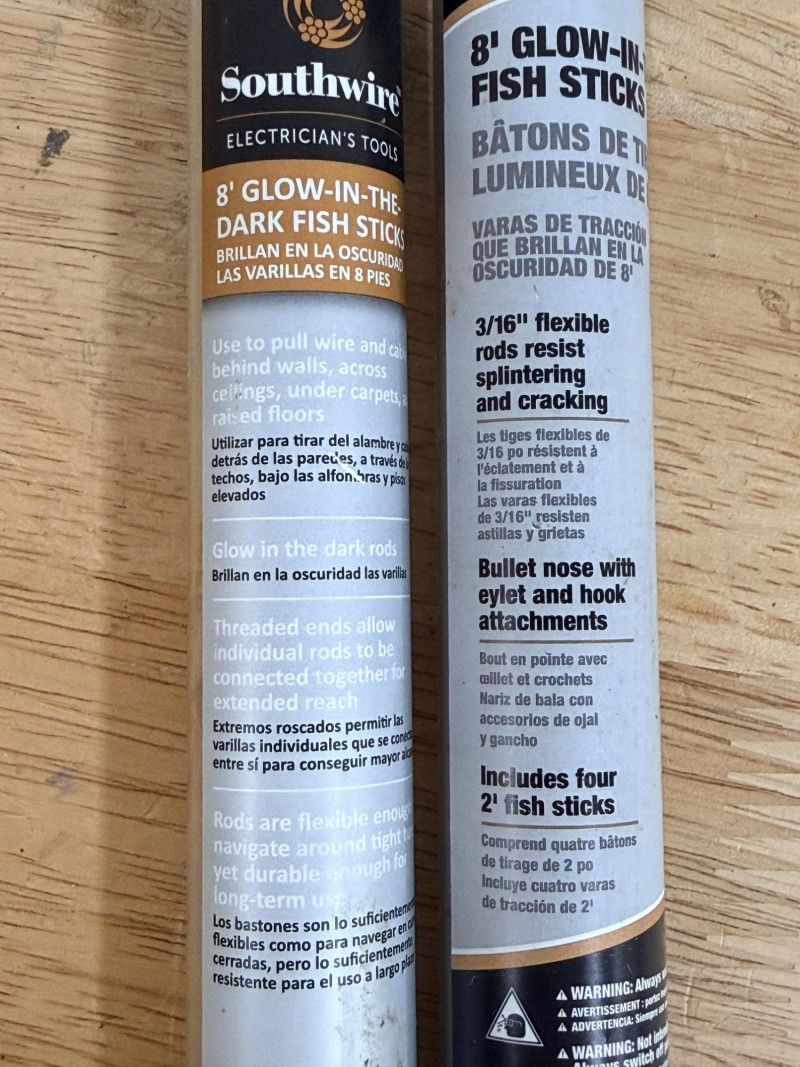 Southwire™
ELECTRICIAN'S TOOLS
8' GLOW-IN-THE-
DARK FISH STICKS
BRILLAN EN LA OSCURIDAD
LAS VARILLAS EN 8 PIES
Use to pull wire and
behind walls, across
ceilings, under carpets,
raised floors
Utilizar para tirar del alambre y
detrás de las paredes, a través de
techos, bajo las alfombras y pisos
elevados
Glow in the dark rods
Brillan en la oscuridad las varillas
Threaded ends allow
individual rods to be
connected together for
extended reach
Extremos roscados permitir las
varillas individuales que se
entre sí para conseguir mayor
Rods are flexible enough
navigate around tight
yet durable enough for
long-term use
Los bastones son lo suficientemente
flexibles como para navegar en
cerradas, pero lo suficientemente
resistente para el uso a largo plazo
8' GLOW-IN-
FISH STICKS
BÂTONS DE
LUMINEUX DE
VARAS DE TRACCIÓN
QUE BRILLAN EN LA
OSCURIDAD DE 8'
3/16" flexible
rods resist
splintering
and cracking
Les tiges flexibles de
3/16 po résistent à
l'éclatement et à
la fissuration
Las varas flexibles
de 3/16" resisten
astillas y grietas
Bullet nose with
eylet and hook
attachments
Bout en pointe avec
œillet et crochets
Nariz de bala con
accesorios de ojal
y gancho
Includes four
2' fish sticks
Comprend quatre bâtons
de tirage de 2 po
Incluye cuatro varas
de tracción de 2'
WARNING: Always
AVERTISSEMENT : portez
ADVERTENCIA: Siempre
WARNING: Not
Always switch off